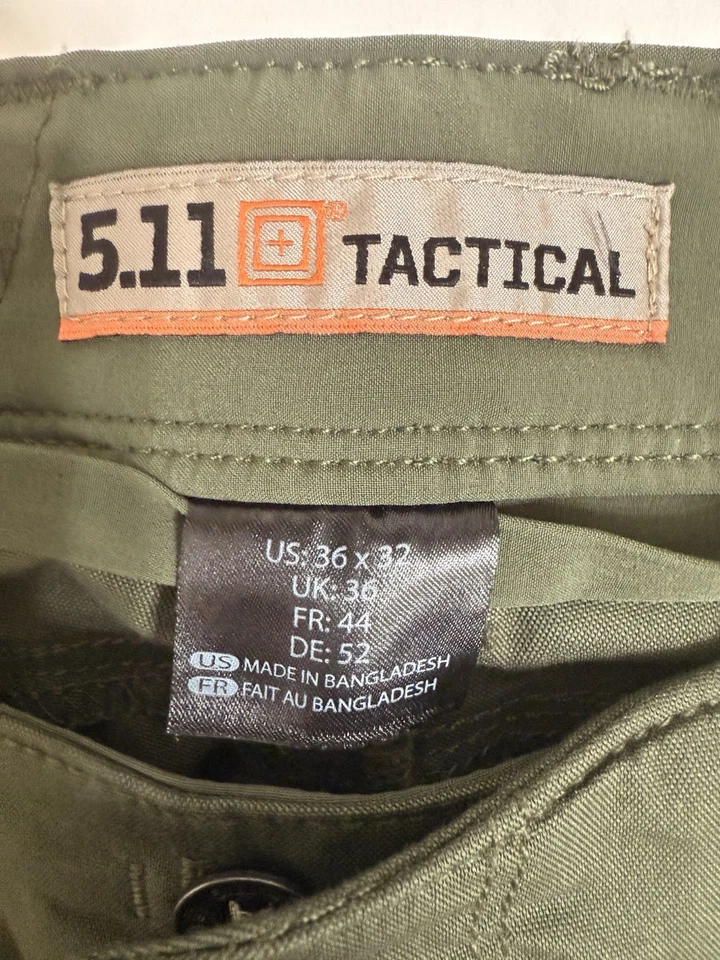 5.11 TACTICAL
US: 36 x 32
UK: 36
FR: 44
DE: 52
US MADE IN BANGLADESH
FR FAIT AU BANGLADESH